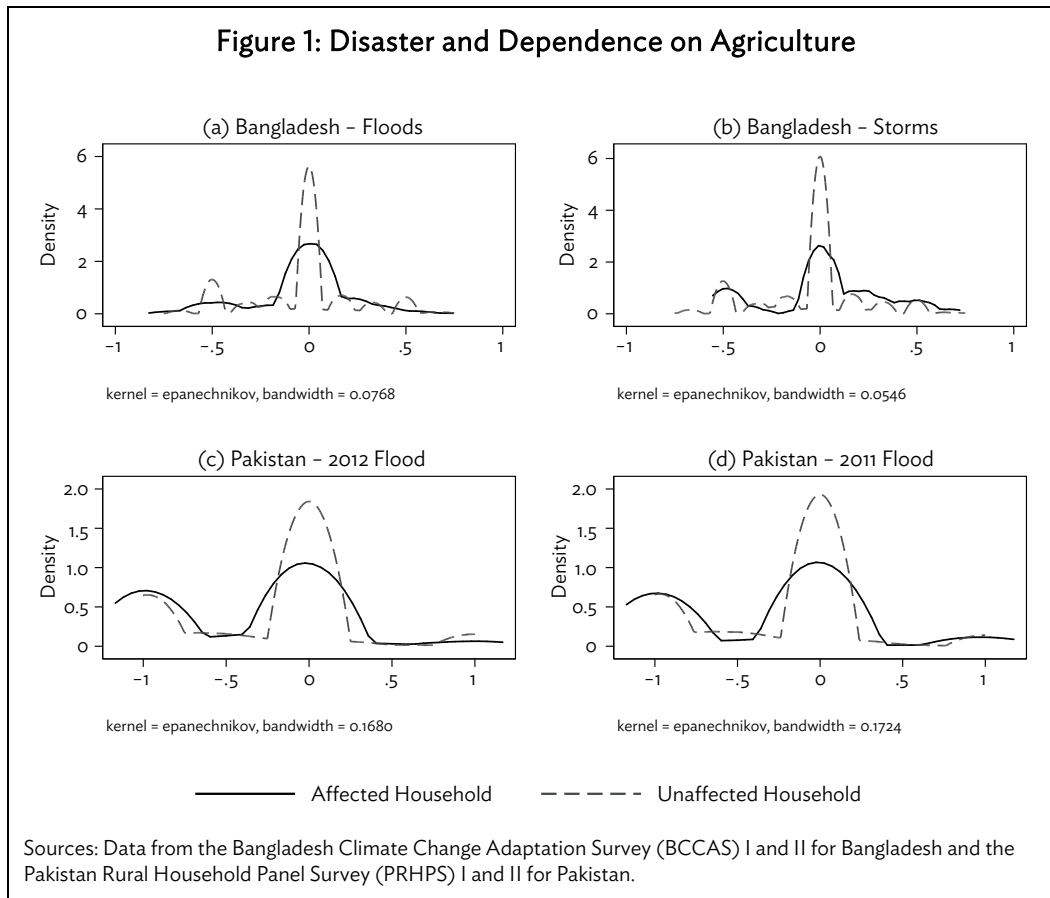 Figure 1: Disaster and Dependence on Agriculture
(a) Bangladesh – Floods
Density
6
4
2
0
–1
–.5
0
.5
1
kernel = epanechnikov, bandwidth = 0.0768
(b) Bangladesh – Storms
Density
6
4
2
0
–1
–.5
0
.5
1
kernel = epanechnikov, bandwidth = 0.0546
(c) Pakistan – 2012 Flood
Density
2.0
1.5
1.0
0.5
0
–1
–.5
0
.5
1
kernel = epanechnikov, bandwidth = 0.1680
(d) Pakistan – 2011 Flood
Density
2.0
1.5
1.0
0.5
0
–1
–.5
0
.5
1
kernel = epanechnikov, bandwidth = 0.1724
Affected Household
Unaffected Household
Sources: Data from the Bangladesh Climate Change Adaptation Survey (BCCAS) I and II for Bangladesh and the
Pakistan Rural Household Panel Survey (PRHPS) I and II for Pakistan.